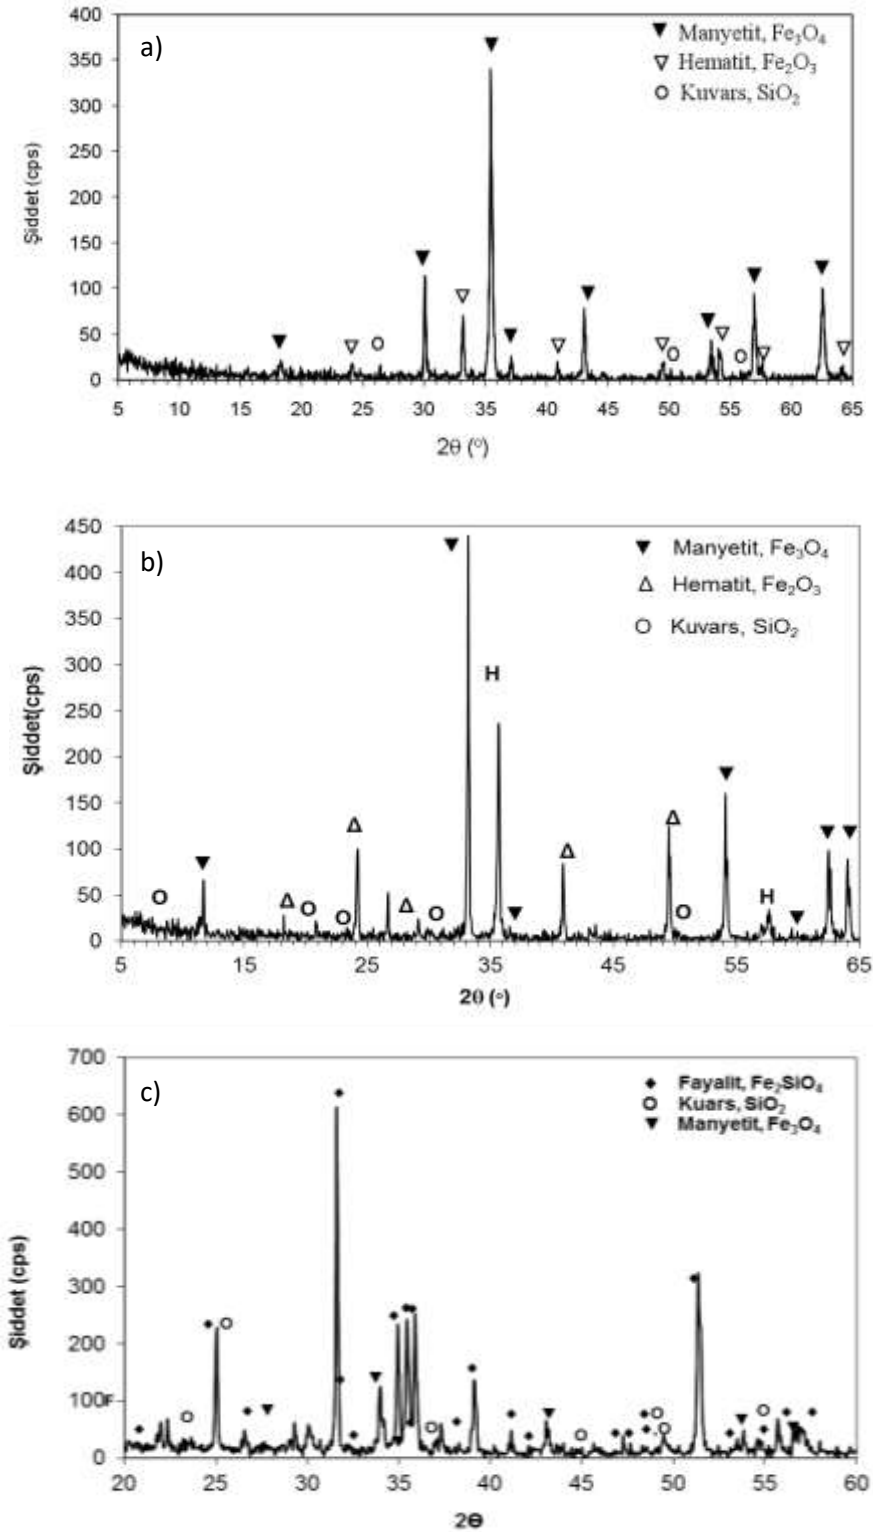 a)
▼ Manyetit, Fe₃O₄
▽ Hematit, Fe₂O₃
○ Kuvars, SiO₂
400
350
300
250
200
150
100
50
0
Şiddet (cps)
5 10 15 20 25 30 35 40 45 50 55 60 65
2θ (°)
b)
▼ Manyetit, Fe₃O₄
Δ Hematit, Fe₂O₃
○ Kuvars, SiO₂
450
400
350
300
250
200
150
100
50
0
Şiddet(cps)
H
H
5 15 25 35 45 55 65
2θ (°)
c)
◆ Fayalit, Fe₂SiO₄
○ Kuars, SiO₂
▼ Manyetit, Fe₃O₄
700
600
500
400
300
200
100
0
F
Şiddet (cps)
20 25 30 35 40 45 50 55 60
2Θ